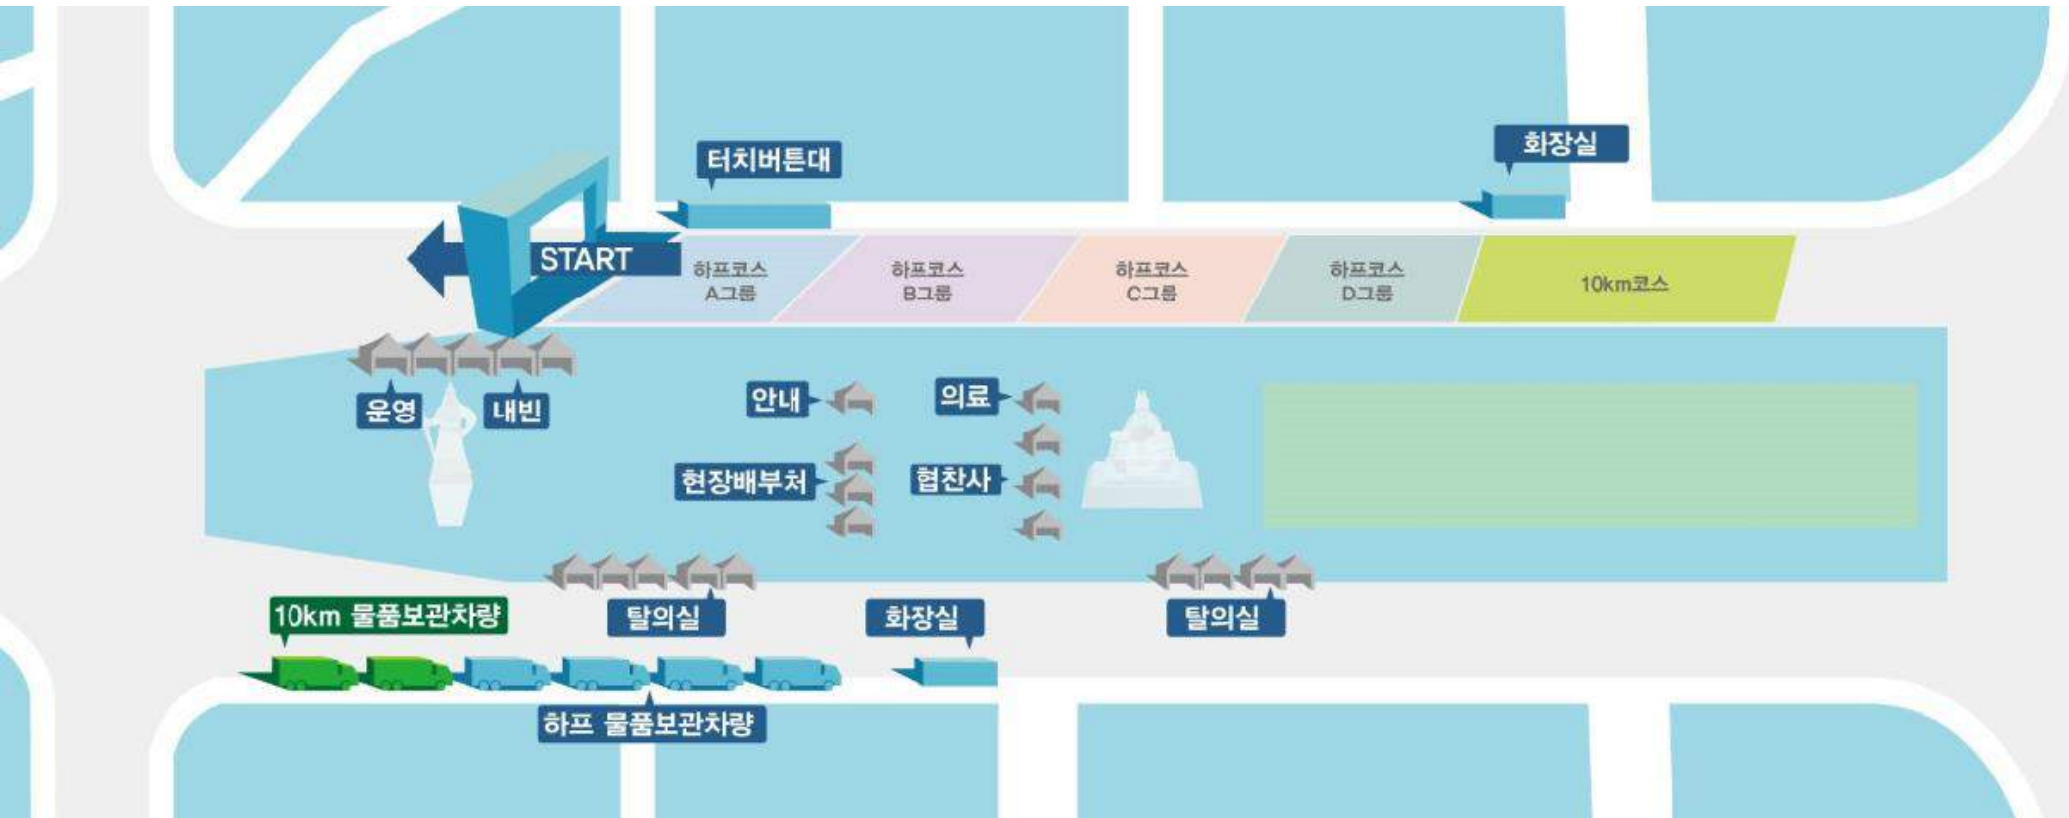 터치버튼대
화장실
START
하프코스
A그룹
하프코스
B그룹
하프코스
C그룹
하프코스
D그룹
10km코스
운영
내빈
안내
의료
현장배부처
협찬사
10km 물품보관차량
탈의실
화장실
탈의실
하프 물품보관차량